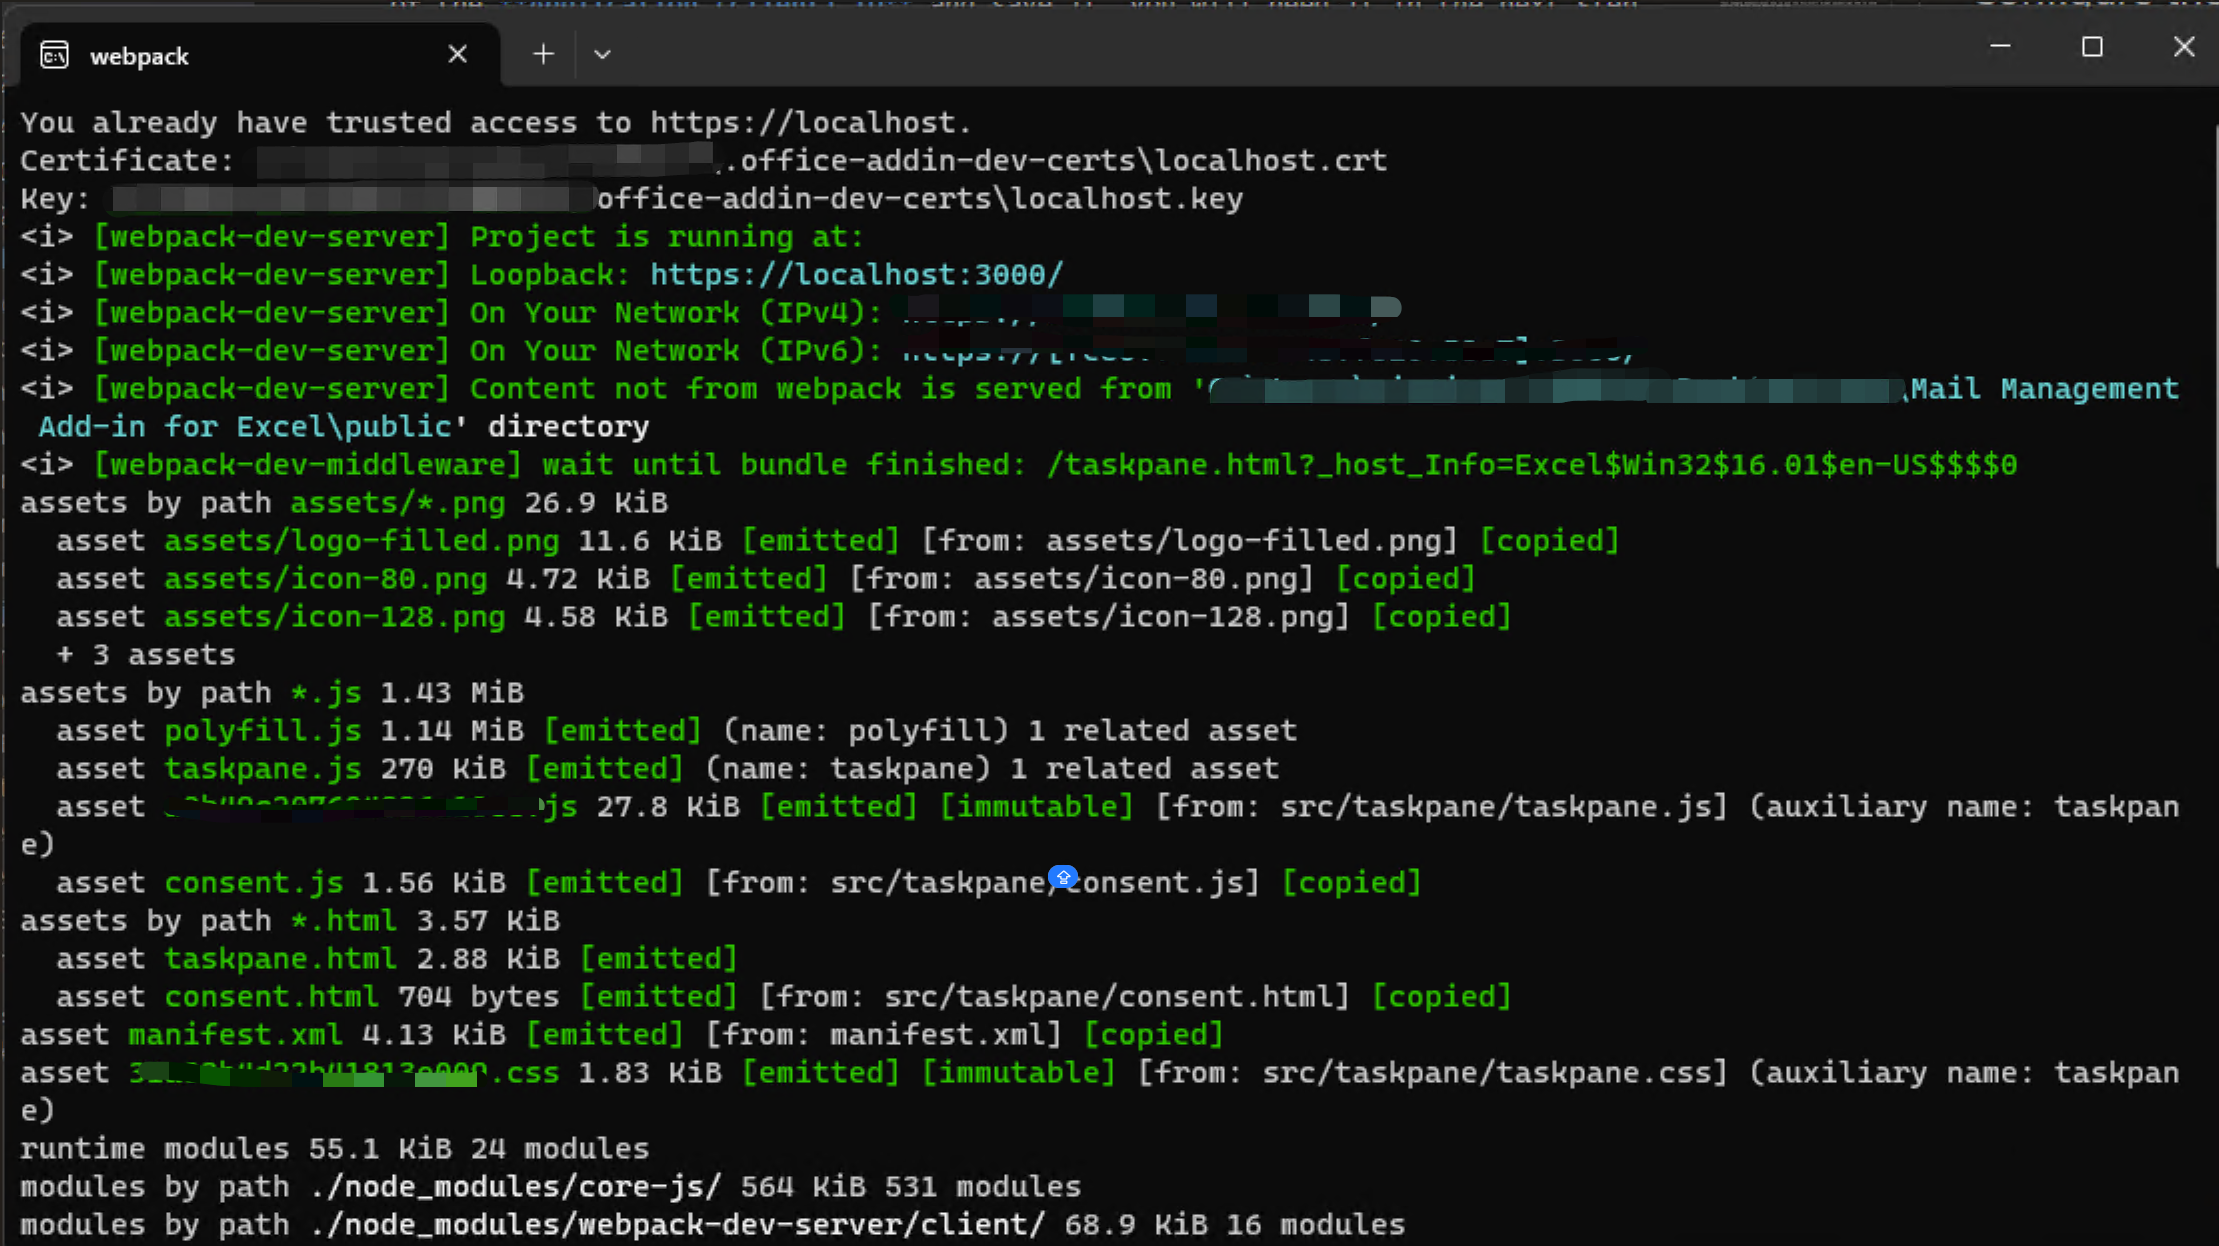 webpack
You already have trusted access to https://localhost.
Certificate: .office-addin-dev-certs\localhost.crt
Key: office-addin-dev-certs\localhost.key
<i> [webpack-dev-server] Project is running at:
<i> [webpack-dev-server] Loopback: https://localhost:3000/
<i> [webpack-dev-server] On Your Network (IPv4):
<i> [webpack-dev-server] On Your Network (IPv6):
<i> [webpack-dev-server] Content not from webpack is served from ' \Mail Management
Add-in for Excel\public' directory
<i> [webpack-dev-middleware] wait until bundle finished: /taskpane.html?_host_Info=Excel$Win32$16.01$en-US$$$$0
assets by path assets/*.png 26.9 KiB
asset assets/logo-filled.png 11.6 KiB [emitted] [from: assets/logo-filled.png] [copied]
asset assets/icon-80.png 4.72 KiB [emitted] [from: assets/icon-80.png] [copied]
asset assets/icon-128.png 4.58 KiB [emitted] [from: assets/icon-128.png] [copied]
+ 3 assets
assets by path *.js 1.43 MiB
asset polyfill.js 1.14 MiB [emitted] (name: polyfill) 1 related asset
asset taskpane.js 270 KiB [emitted] (name: taskpane) 1 related asset
asset js 27.8 KiB [emitted] [immutable] [from: src/taskpane/taskpane.js] (auxiliary name: taskpan
e)
asset consent.js 1.56 KiB [emitted] [from: src/taskpane/consent.js] [copied]
assets by path *.html 3.57 KiB
asset taskpane.html 2.88 KiB [emitted]
asset consent.html 704 bytes [emitted] [from: src/taskpane/consent.html] [copied]
asset manifest.xml 4.13 KiB [emitted] [from: manifest.xml] [copied]
asset .css 1.83 KiB [emitted] [immutable] [from: src/taskpane/taskpane.css] (auxiliary name: taskpan
e)
runtime modules 55.1 KiB 24 modules
modules by path ./node_modules/core-js/ 564 KiB 531 modules
modules by path ./node_modules/webpack-dev-server/client/ 68.9 KiB 16 modules